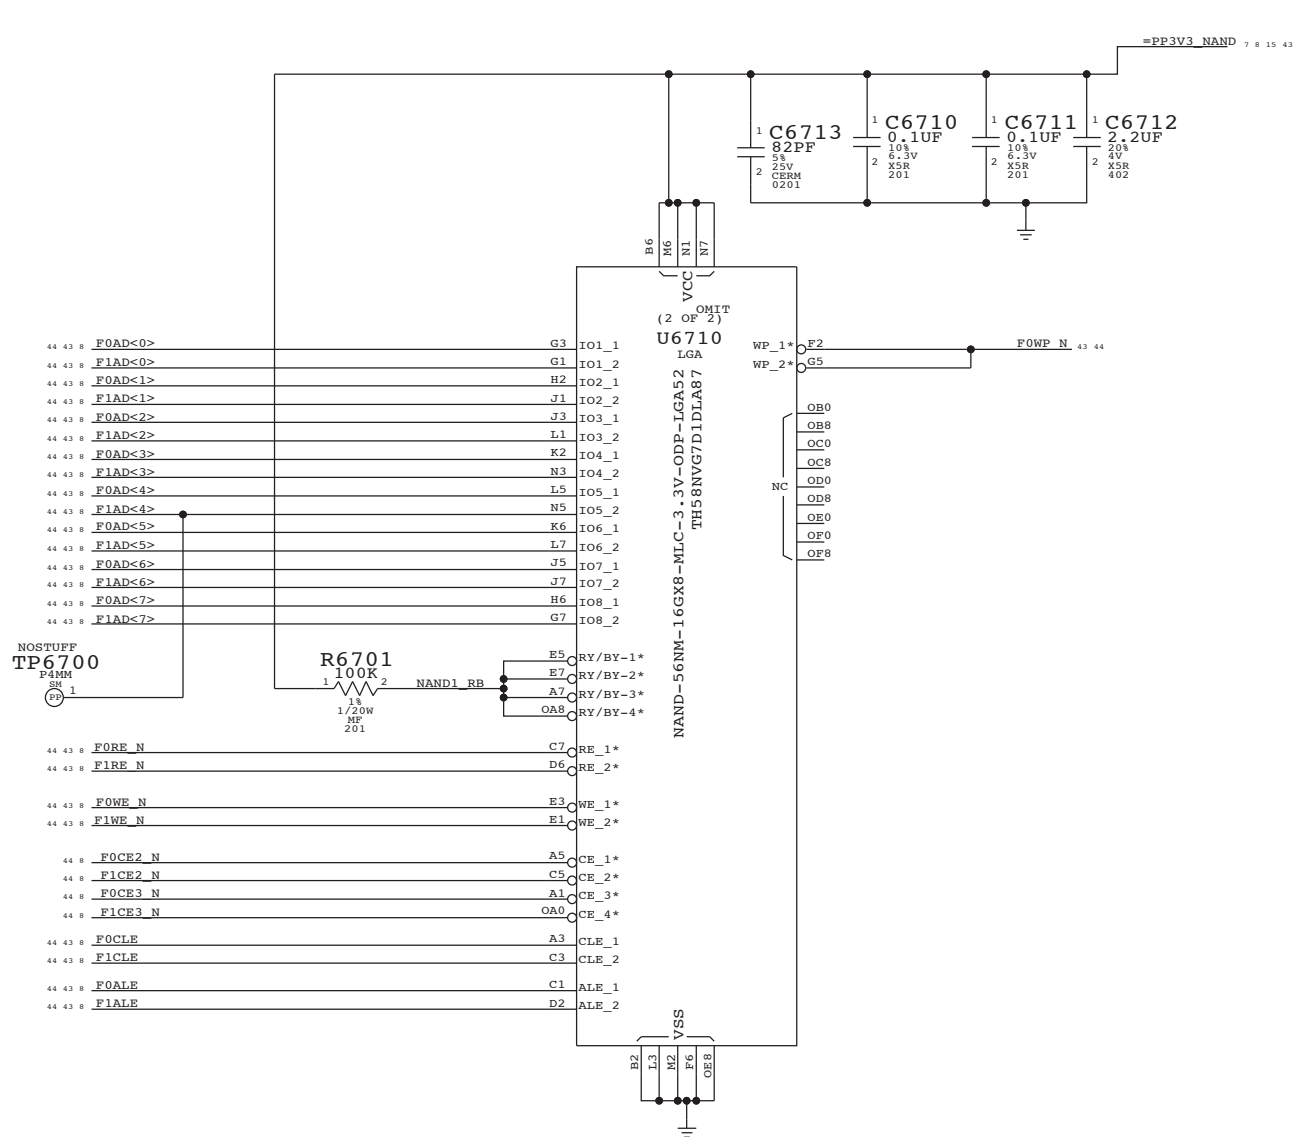 =PP3V3_NAND 7 8 15 43
1 C6713
82PF
5%
25V
2 CERM
0201
1 C6710
0.1UF
10%
2 6.3V
X5R
201
1 C6711
0.1UF
10%
2 6.3V
X5R
201
1 C6712
2.2UF
20%
2 4V
X5R
402
B6 M6 N1 N7
VCC
OMIT
(2 OF 2)
U6710
LGA
NAND-56NM-16GX8-MLC-3.3V-ODP-LGA52
TH58NVG7D1DLA87
44 43 8 F0AD<0> G3 IO1_1
44 43 8 F1AD<0> G1 IO1_2
44 43 8 F0AD<1> H2 IO2_1
44 43 8 F1AD<1> J1 IO2_2
44 43 8 F0AD<2> J3 IO3_1
44 43 8 F1AD<2> L1 IO3_2
44 43 8 F0AD<3> K2 IO4_1
44 43 8 F1AD<3> N3 IO4_2
44 43 8 F0AD<4> L5 IO5_1
44 43 8 F1AD<4> N5 IO5_2
44 43 8 F0AD<5> K6 IO6_1
44 43 8 F1AD<5> L7 IO6_2
44 43 8 F0AD<6> J5 IO7_1
44 43 8 F1AD<6> J7 IO7_2
44 43 8 F0AD<7> H6 IO8_1
44 43 8 F1AD<7> G7 IO8_2
WP_1* F2 F0WP_N 43 44
WP_2* G5
NC
OB0
OB8
OC0
OC8
OD0
OD8
OE0
OF0
OF8
NOSTUFF
TP6700
P4MM
SM
PP 1
R6701
1 100K 2
1%
1/20W
MF
201
NAND1_RB
E5 RY/BY-1*
E7 RY/BY-2*
A7 RY/BY-3*
OA8 RY/BY-4*
44 43 8 F0RE_N C7 RE_1*
44 43 8 F1RE_N D6 RE_2*
44 43 8 F0WE_N E3 WE_1*
44 43 8 F1WE_N E1 WE_2*
44 8 F0CE2_N A5 CE_1*
44 8 F1CE2_N C5 CE_2*
44 8 F0CE3_N A1 CE_3*
44 8 F1CE3_N OA0 CE_4*
44 43 8 F0CLE A3 CLE_1
44 43 8 F1CLE C3 CLE_2
44 43 8 F0ALE C1 ALE_1
44 43 8 F1ALE D2 ALE_2
VSS
B2 L3 M2 F6 OE8